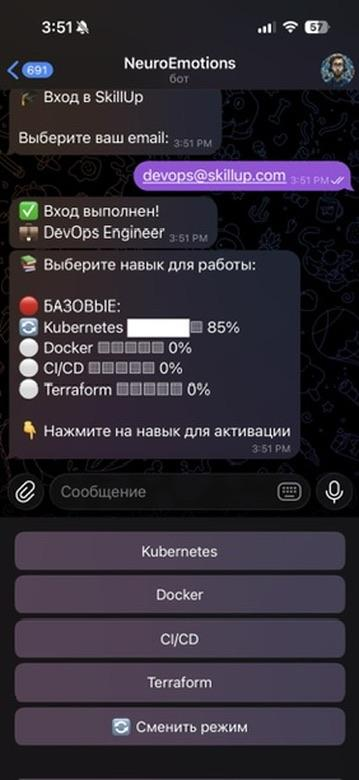 3:51
57
691
NeuroEmotions
бот
🎓 Вход в SkillUp
Выберите ваш email: 3:51 PM
devops@skillup.com 3:51 PM
✅ Вход выполнен!
💼 DevOps Engineer 3:51 PM
📚 Выберите навык для работы:
🔴 БАЗОВЫЕ:
🔄 Kubernetes ⬜⬜⬜⬜▥ 85%
⚪ Docker ▥▥▥▥▥ 0%
⚪ CI/CD ▥▥▥▥▥ 0%
⚪ Terraform ▥▥▥▥▥ 0%
👇 Нажмите на навык для активации
3:51 PM
Сообщение
Kubernetes
Docker
CI/CD
Terraform
🔄 Сменить режим